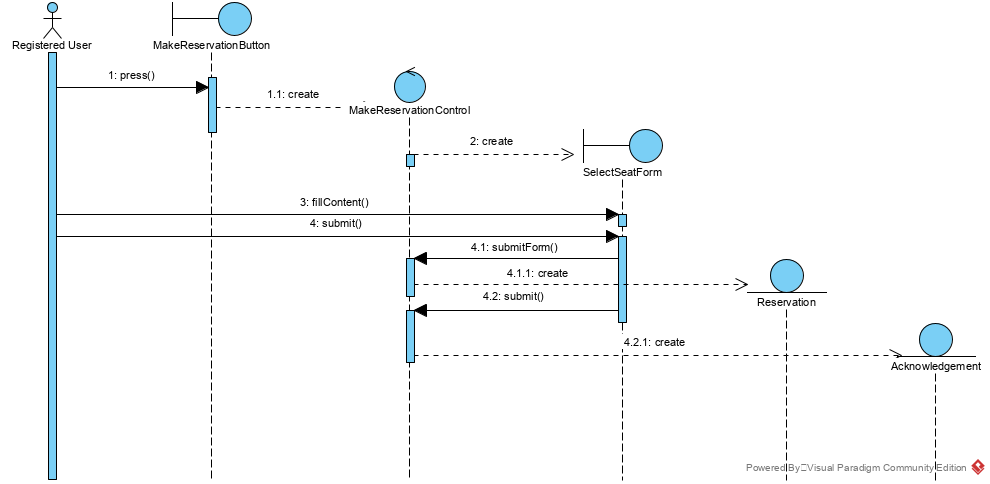 Registered User
MakeReservationButton
1: press()
1.1: create
MakeReservationControl
2: create
SelectSeatForm
3: fillContent()
4: submit()
4.1: submitForm()
4.1.1: create
4.2: submit()
Reservation
4.2.1: create
Acknowledgement
Powered By Visual Paradigm Community Edition